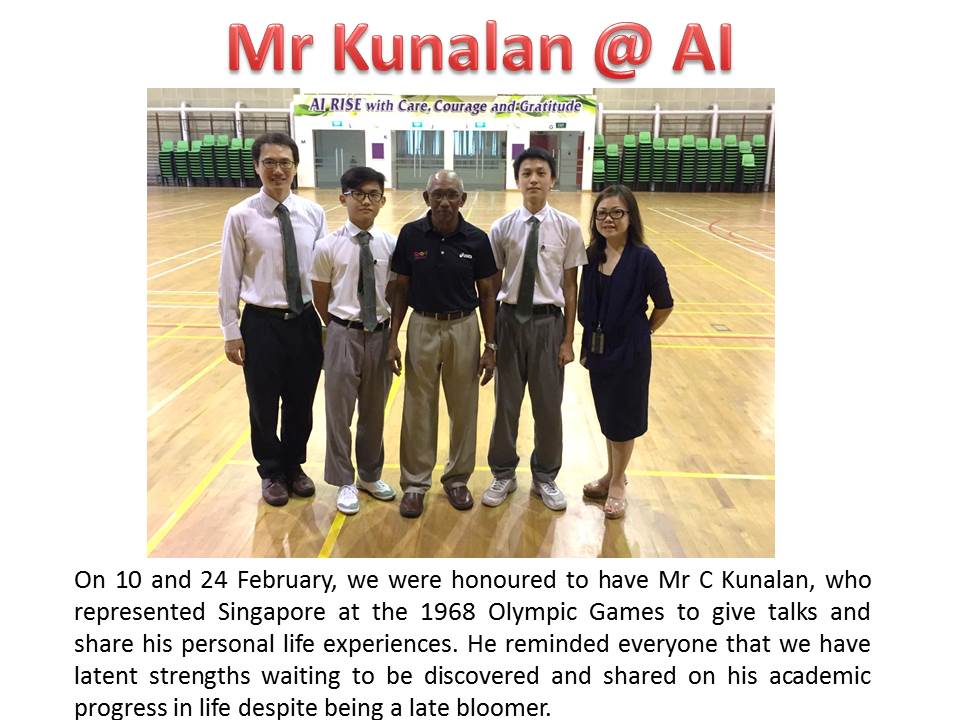 Mr Kunalan @ AI
AI RISE with Care, Courage and Gratitude
On 10 and 24 February, we were honoured to have Mr C Kunalan, who
represented Singapore at the 1968 Olympic Games to give talks and
share his personal life experiences. He reminded everyone that we have
latent strengths waiting to be discovered and shared on his academic
progress in life despite being a late bloomer.